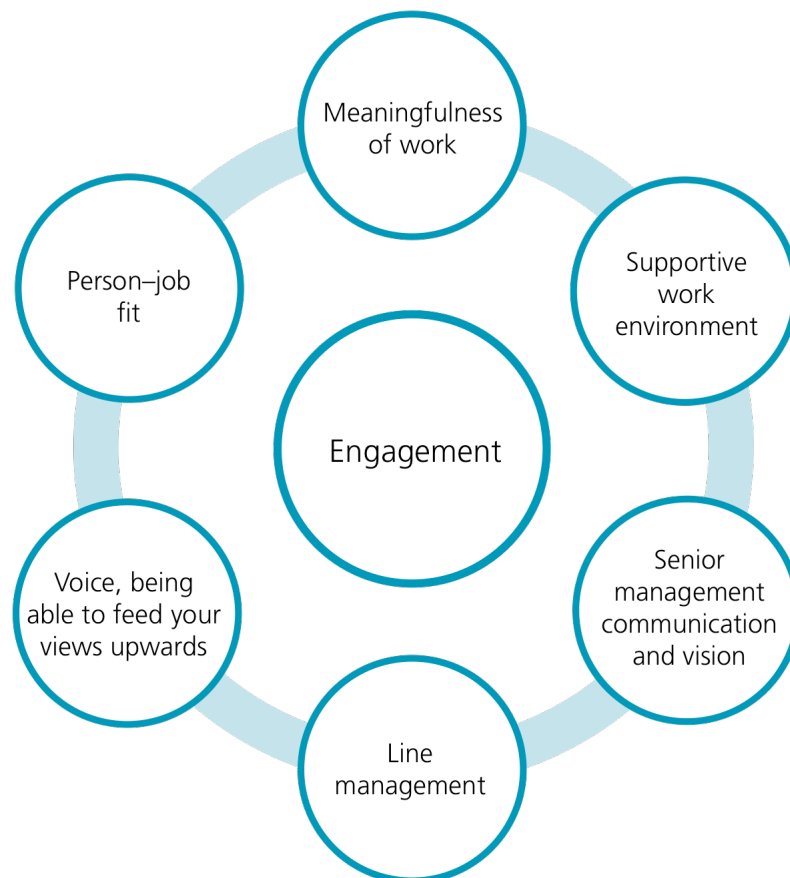 Meaningfulness
of work
Supportive
work
environment
Senior
management
communication
and vision
Line
management
Voice, being
able to feed your
views upwards
Person–job
fit
Engagement